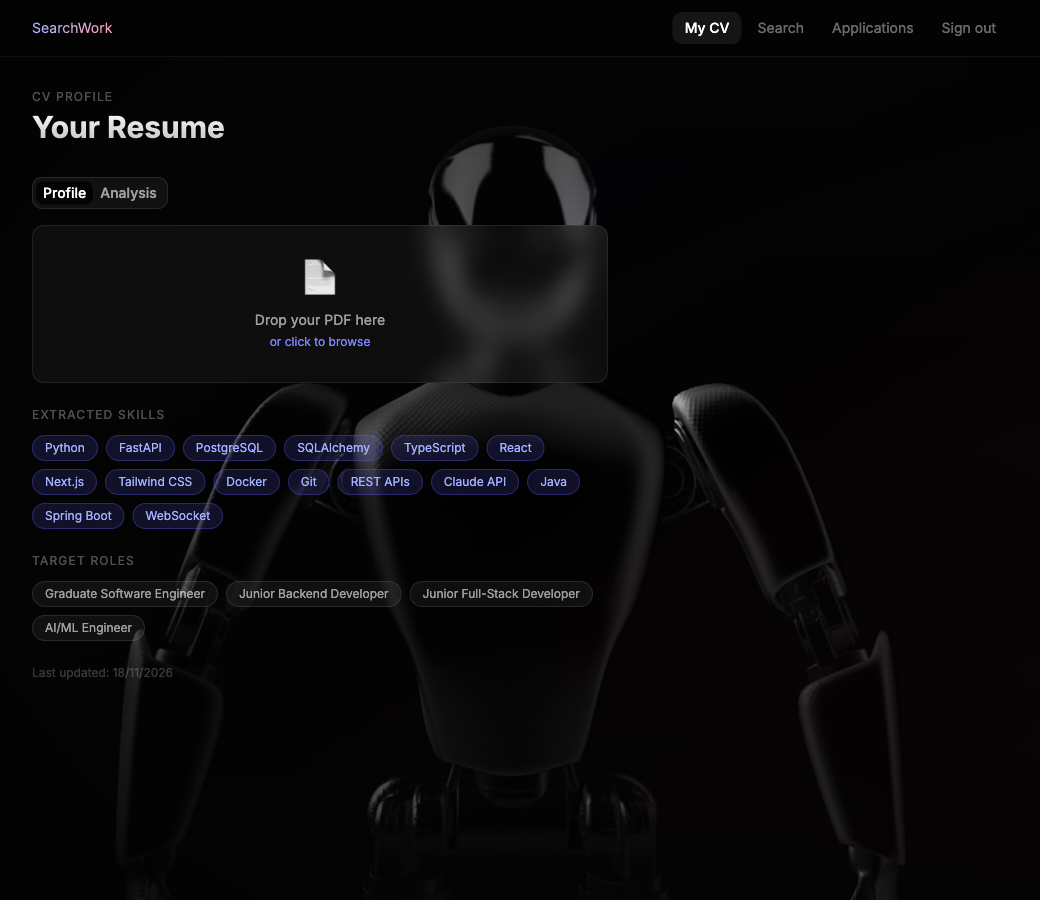 SearchWork My CV Search Applications Sign out
CV PROFILE
Your Resume
Profile Analysis
Drop your PDF here
or click to browse
EXTRACTED SKILLS
Python FastAPI PostgreSQL SQLAlchemy TypeScript React
Next.js Tailwind CSS Docker Git REST APIs Claude API Java
Spring Boot WebSocket
TARGET ROLES
Graduate Software Engineer Junior Backend Developer Junior Full-Stack Developer
AI/ML Engineer
Last updated: 18/11/2026